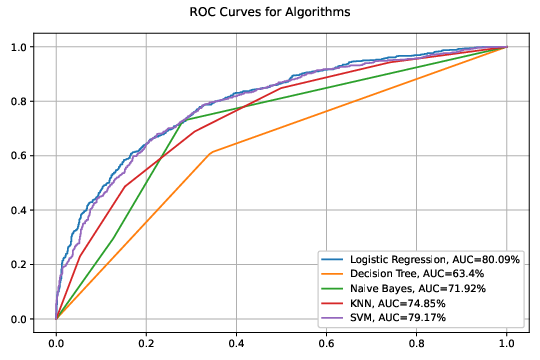 ROC Curves for Algorithms
1.0
0.8
0.6
0.4
0.2
0.0
Logistic Regression, AUC=80.09%
Decision Tree, AUC=63.4%
Naive Bayes, AUC=71.92%
KNN, AUC=74.85%
SVM, AUC=79.17%
0.0 0.2 0.4 0.6 0.8 1.0